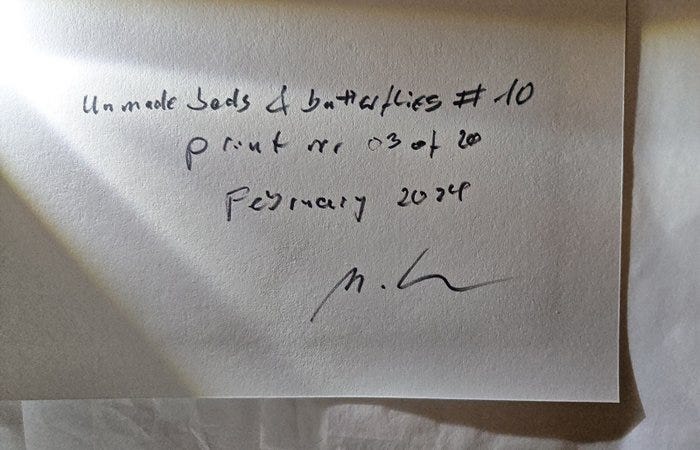 Unmade beds & butterflies # 10
print nr 03 of 20
February 2024